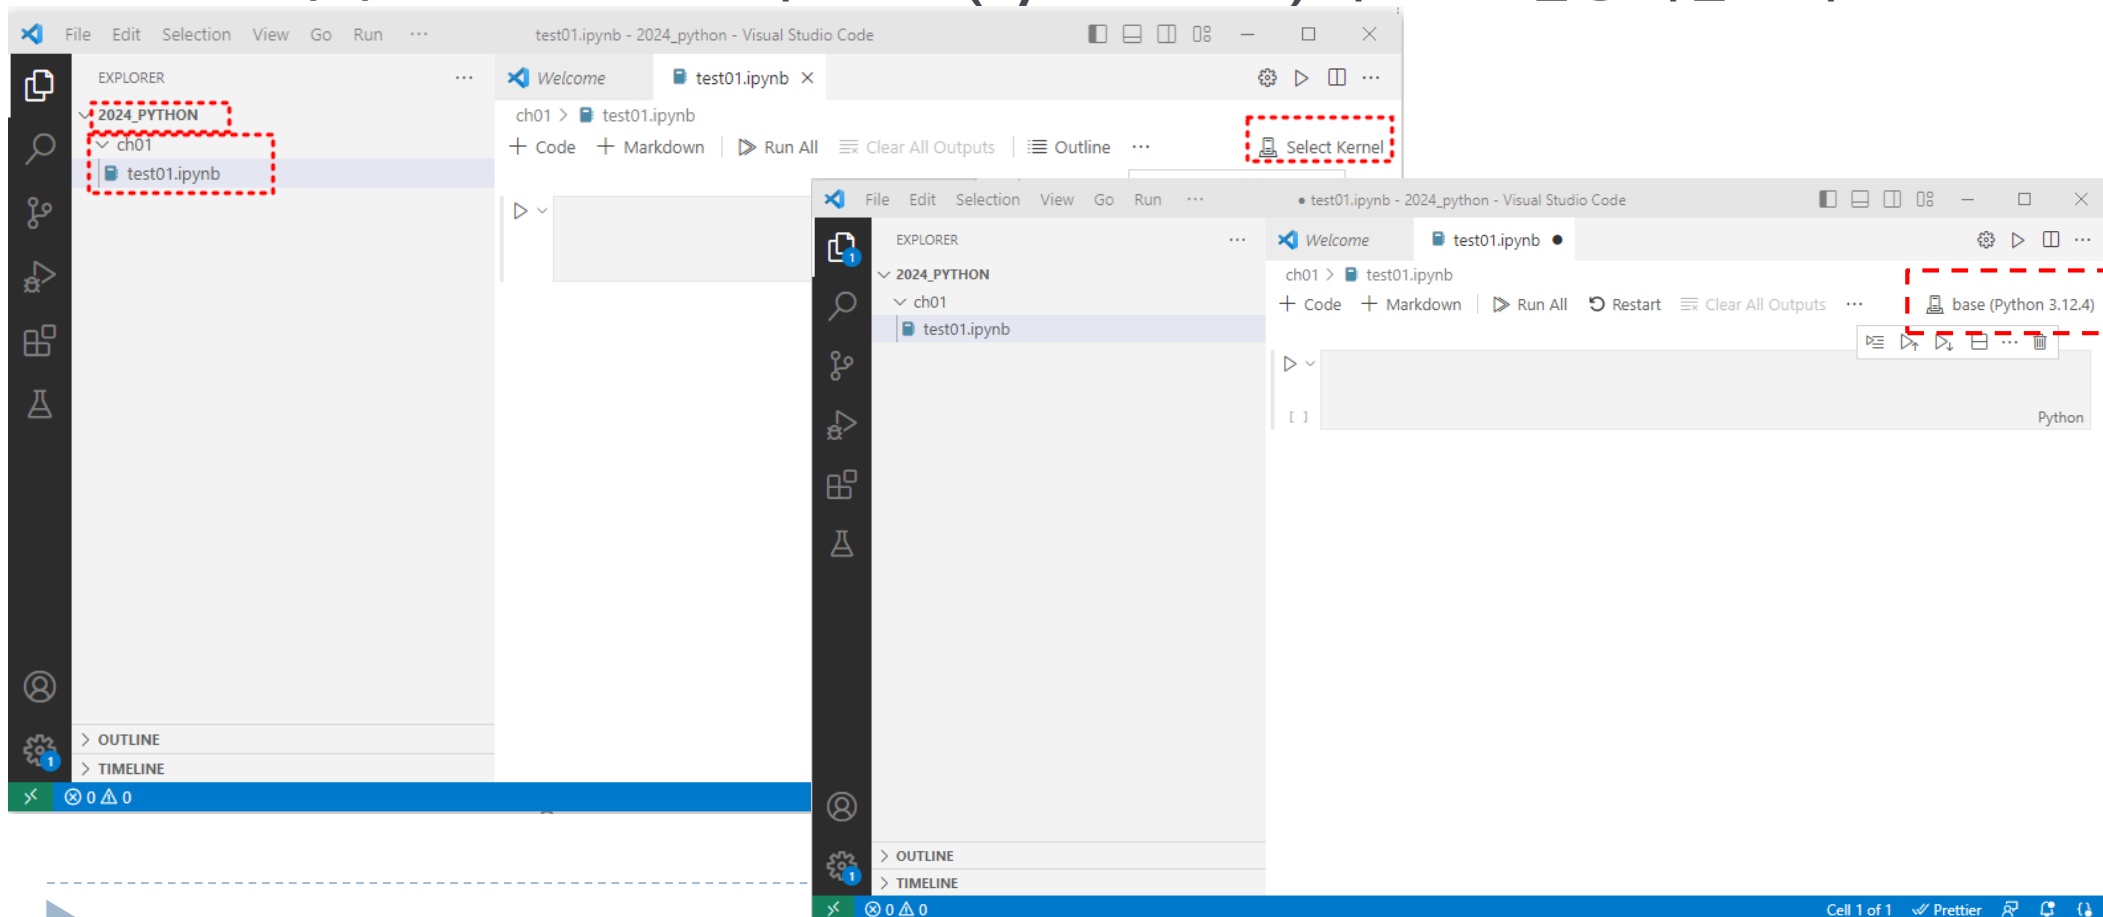 File Edit Selection View Go Run ··· test01.ipynb - 2024_python - Visual Studio Code
EXPLORER ···
Welcome test01.ipynb
2024_PYTHON
ch01
test01.ipynb
ch01 > test01.ipynb
+ Code + Markdown Run All Clear All Outputs Outline ··· Select Kernel
OUTLINE
TIMELINE
0 0
1
File Edit Selection View Go Run ··· • test01.ipynb - 2024_python - Visual Studio Code
EXPLORER ···
Welcome test01.ipynb ●
1
2024_PYTHON
ch01
test01.ipynb
ch01 > test01.ipynb
+ Code + Markdown Run All Restart Clear All Outputs ··· base (Python 3.12.4)
[ ] Python
OUTLINE
TIMELINE
1
0 0 Cell 1 of 1 Prettier